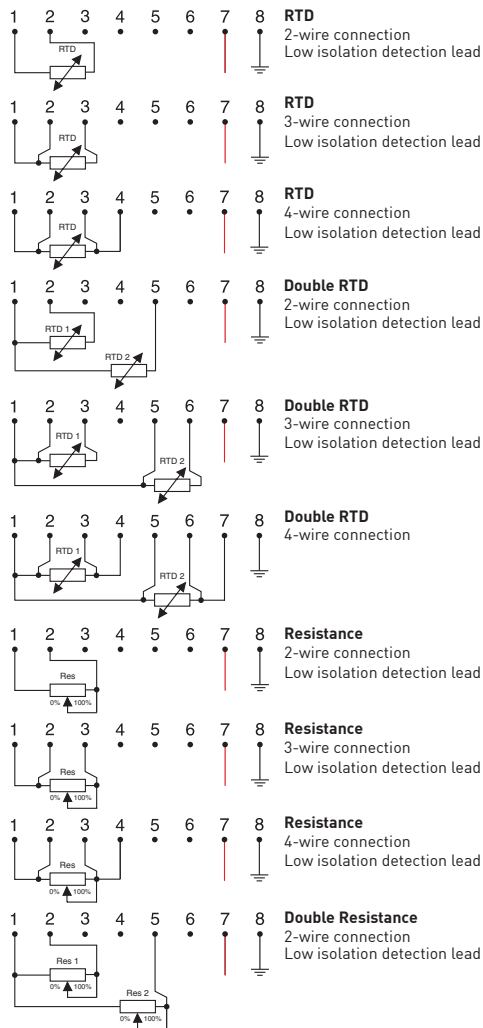 1 2 3 4 5 6 7 8
RTD
RTD
2-wire connection
Low isolation detection lead
1 2 3 4 5 6 7 8
RTD
RTD
3-wire connection
Low isolation detection lead
1 2 3 4 5 6 7 8
RTD
RTD
4-wire connection
Low isolation detection lead
1 2 3 4 5 6 7 8
RTD 1
RTD 2
Double RTD
2-wire connection
Low isolation detection lead
1 2 3 4 5 6 7 8
RTD 1
RTD 2
Double RTD
3-wire connection
Low isolation detection lead
1 2 3 4 5 6 7 8
RTD 1
RTD 2
Double RTD
4-wire connection
1 2 3 4 5 6 7 8
Res
0% 100%
Resistance
2-wire connection
Low isolation detection lead
1 2 3 4 5 6 7 8
Res
0% 100%
Resistance
3-wire connection
Low isolation detection lead
1 2 3 4 5 6 7 8
Res
0% 100%
Resistance
4-wire connection
Low isolation detection lead
1 2 3 4 5 6 7 8
Res 1
0% 100%
Res 2
0% 100%
Double Resistance
2-wire connection
Low isolation detection lead